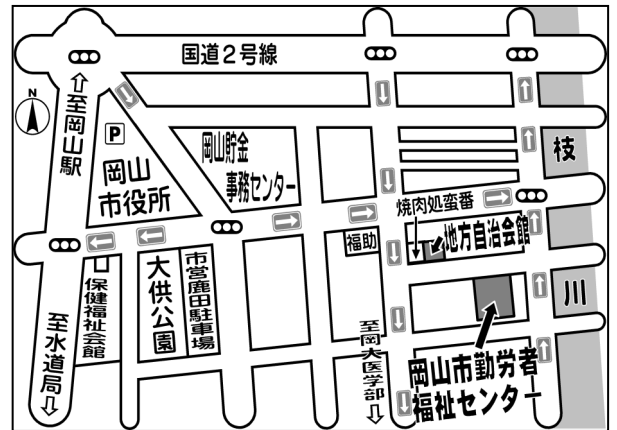 国道2号線
N
至岡山駅
P
岡山
市役所
岡山貯金
事務センター
枝
川
焼肉処蛮番
地方自治会館
福助
保健福祉会館
大供公園
市営鹿田駐車場
至水道局
至岡大医学部
岡山市勤労者
福祉センター